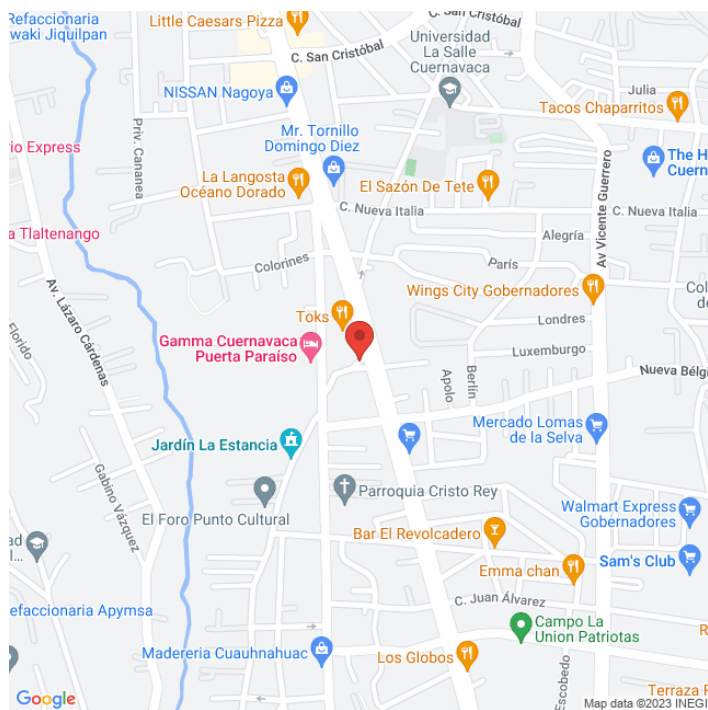 Refaccionaria
waki Jiquilpan
Little Caesars Pizza
C. San Cristóbal
C. San Cristóbal
Universidad
La Salle
Cuernavaca
NISSAN Nagoya
Julia
Tacos Chaparritos
Priv. Cananea
Mr. Tornillo
Domingo Diez
rio Express
The H
Cuern
La Langosta
Océano Dorado
El Sazón De Tete
C. Nueva Italia
C. Nueva Italia
a Tlaltenango
Alegría
Av Vicente Guerrero
Colorines
París
Av. Lázaro Cárdenas
Wings City Gobernadores
Col
de
Toks
Londres
Florido
Gamma Cuernavaca
Puerta Paraíso
Luxemburgo
Apolo
Berlín
Nueva Bélgi
Mercado Lomas
de la Selva
Jardín La Estancia
Gabino Vázquez
Parroquia Cristo Rey
El Foro Punto Cultural
Walmart Express
Gobernadores
Bar El Revolcadero
ad
l...
Sam's Club
Emma chan
C. Juan Álvarez
efaccionaria Apymsa
Campo La
Union Patriotas
R
Madereria Cuauhnahuac
Los Globos
Escobedo
Terraza F
Google
Map data ©2023 INEGI